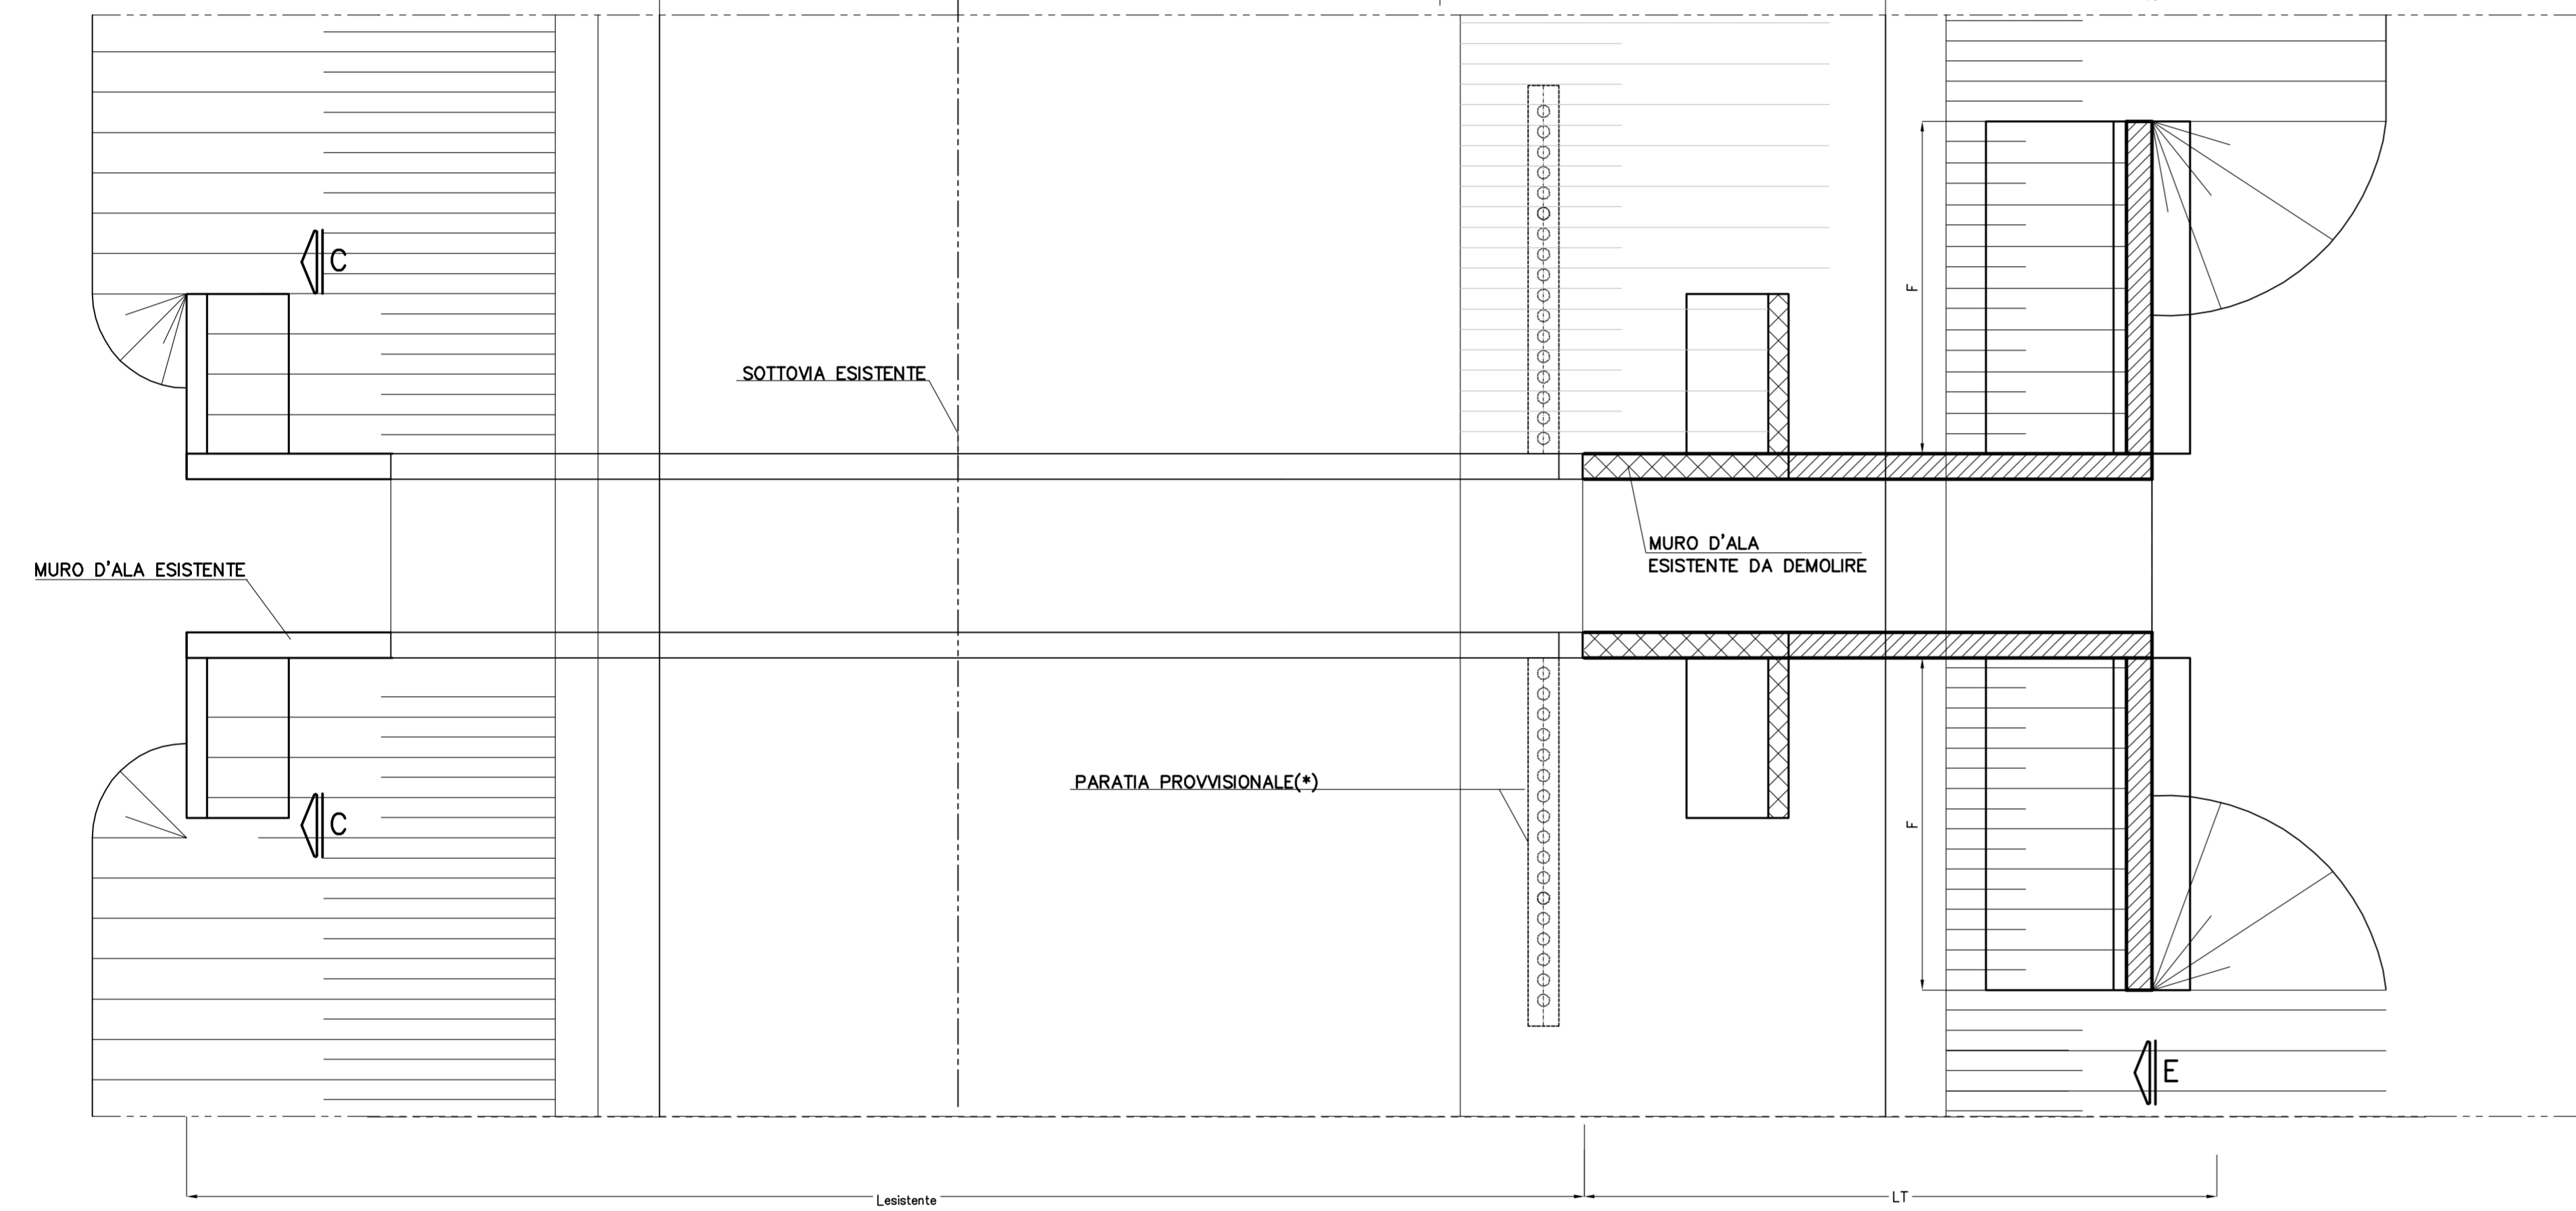 C
F
SOTTOVIA ESISTENTE
MURO D'ALA
ESISTENTE DA DEMOLIRE
MURO D'ALA ESISTENTE
PARATIA PROVVISIONALE(*)
C
F
E
Lesistente
LT